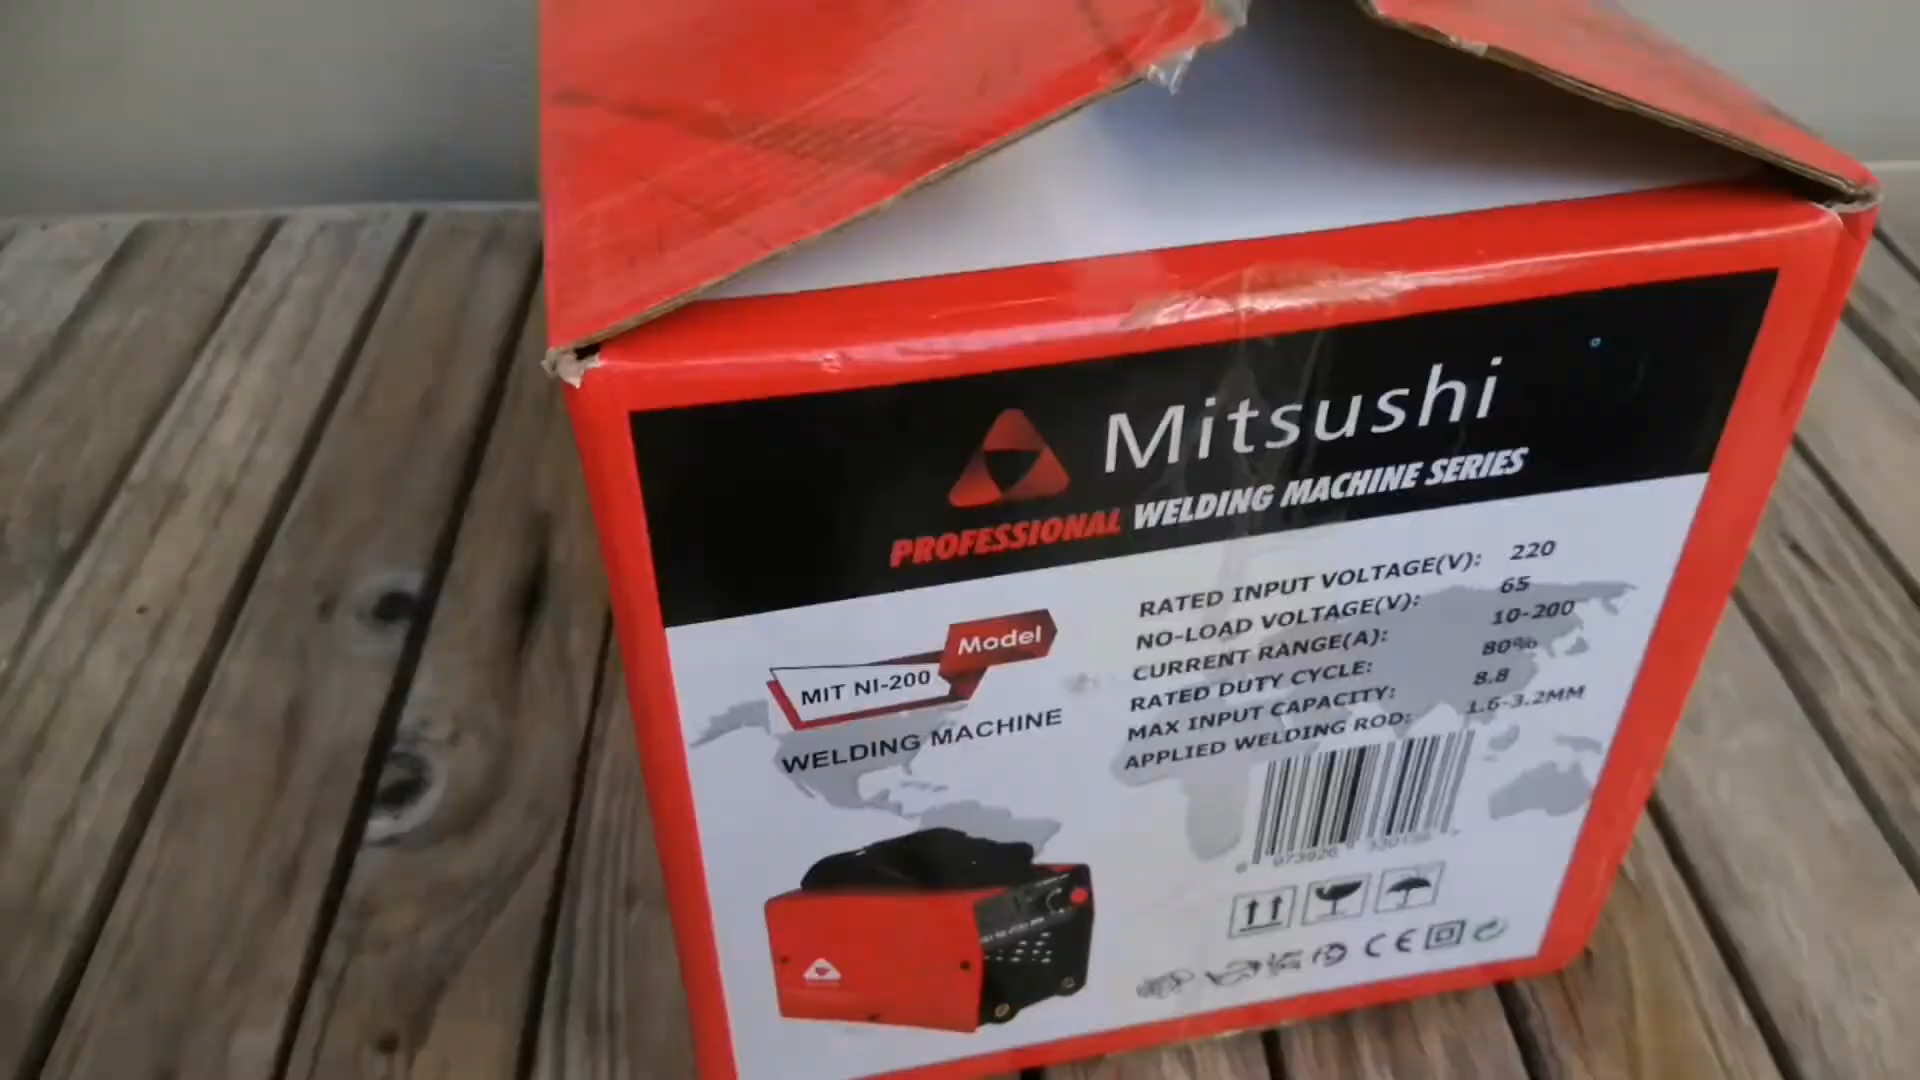 Mitsushi
PROFESSIONAL WELDING MACHINE SERIES
Model
MIT NI-200
WELDING MACHINE
RATED INPUT VOLTAGE(V): 220
NO-LOAD VOLTAGE(V): 65
CURRENT RANGE(A): 10-200
RATED DUTY CYCLE: 80%
MAX INPUT CAPACITY: 8.8
APPLIED WELDING ROD: 1.6-3.2MM
CE